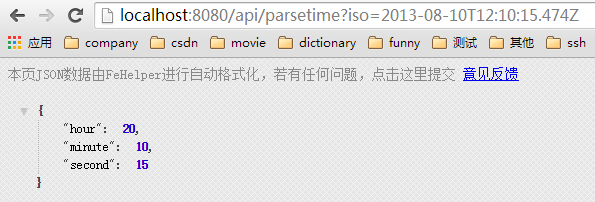 localhost:8080/api/parsetime?iso=2013-08-10T12:10:15.474Z
应用 company csdn movie dictionary funny 测试 其他 ssh
本页JSON数据由FeHelper进行自动格式化，若有任何问题，点击这里提交 意见反馈
{
"hour": 20,
"minute": 10,
"second": 15
}